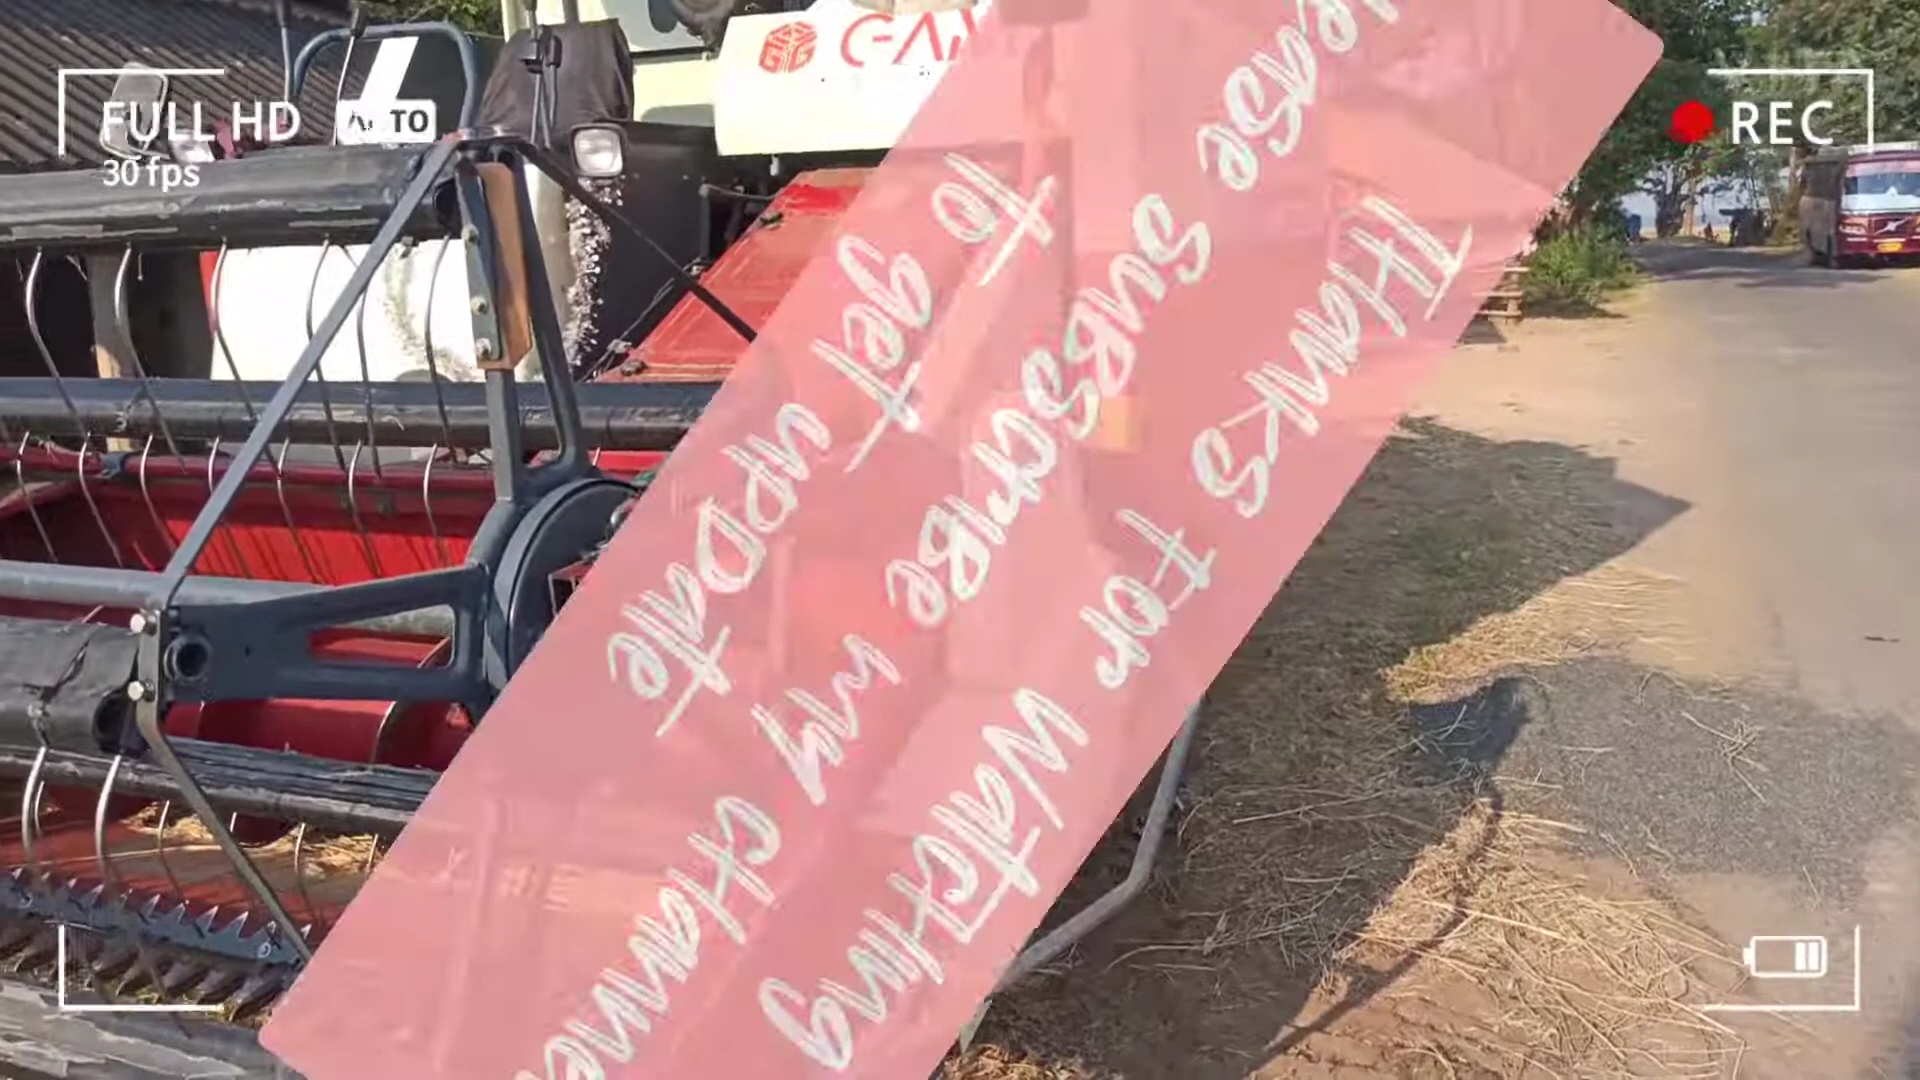 FULL HD
AUTO
30 fps
REC
THanks For Watching
Please SuBScriBe my channel
To get upDate